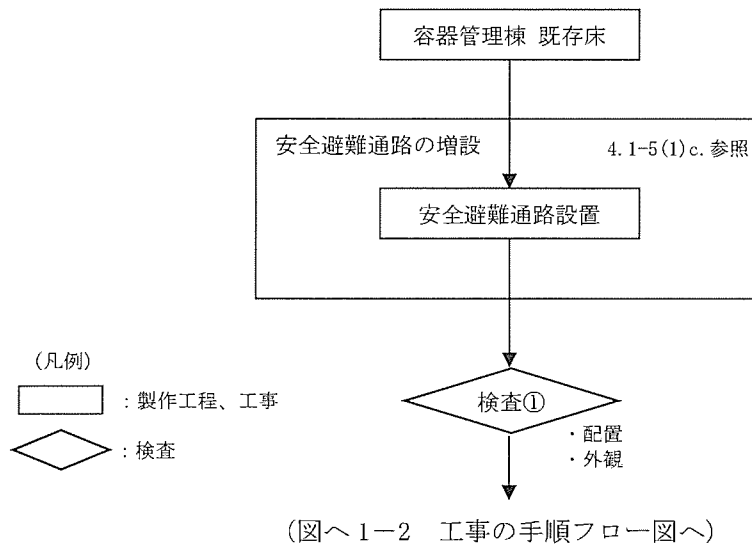 容器管理棟 既存床
安全避難通路の増設
4.1-5(1)c.参照
安全避難通路設置
検査①
・配置
・外観
(凡例)
：製作工程、工事
：検査
(図へ1－2　工事の手順フロー図へ)